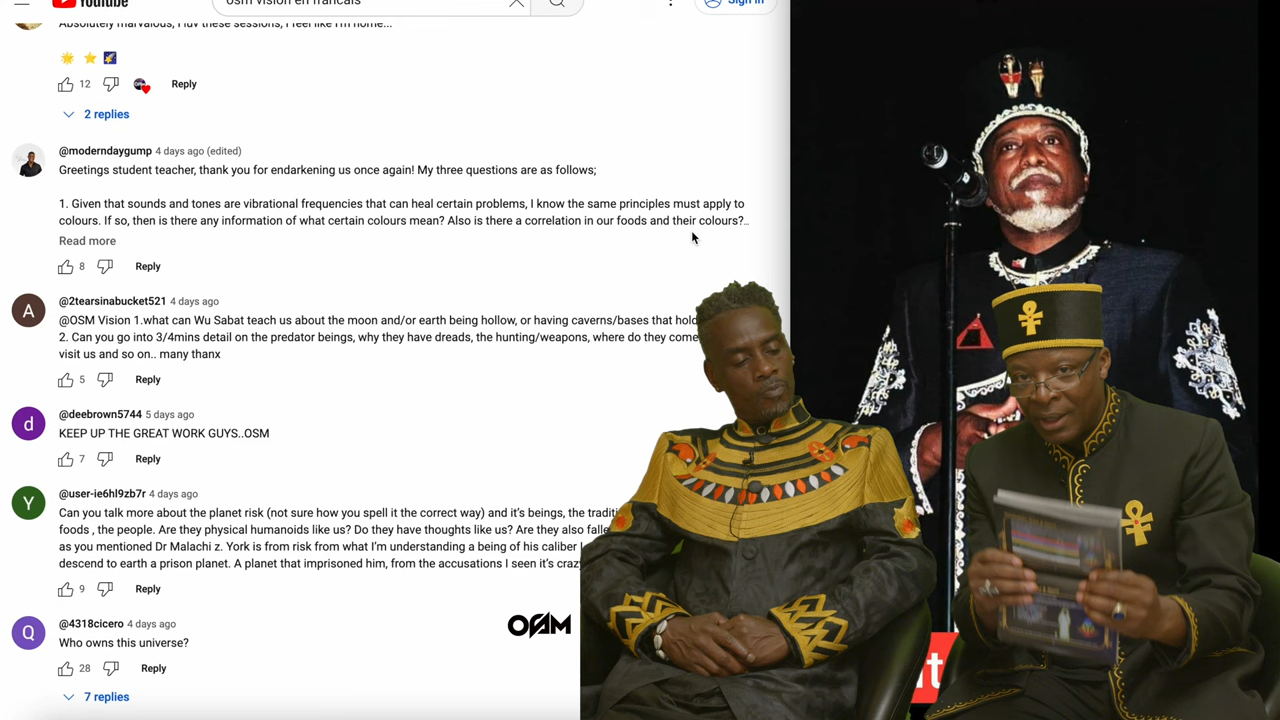 YouTube
osm vision en francais
Sign in
Absolutely marvalous, I luv these sessions, I feel like I'm home...
12
Reply
2 replies
@moderndaygump 4 days ago (edited)
Greetings student teacher, thank you for endarkening us once again! My three questions are as follows;
1. Given that sounds and tones are vibrational frequencies that can heal certain problems, I know the same principles must apply to
colours. If so, then is there any information of what certain colours mean? Also is there a correlation in our foods and their colours?...
Read more
8
Reply
A
@2tearsinabucket521 4 days ago
@OSM Vision 1.what can Wu Sabat teach us about the moon and/or earth being hollow, or having caverns/bases that hold
2. Can you go into 3/4mins detail on the predator beings, why they have dreads, the hunting/weapons, where do they come
visit us and so on.. many thanx
5
Reply
d
@deebrown5744 5 days ago
KEEP UP THE GREAT WORK GUYS..OSM
7
Reply
Y
@user-ie6hl9zb7r 4 days ago
Can you talk more about the planet risk (not sure how you spell it the correct way) and it's beings, the traditi
foods , the people. Are they physical humanoids like us? Do they have thoughts like us? Are they also falle
as you mentioned Dr Malachi z. York is from risk from what I'm understanding a being of his caliber
descend to earth a prison planet. A planet that imprisoned him, from the accusations I seen it's craz
9
Reply
Q
@4318cicero 4 days ago
Who owns this universe?
28
Reply
7 replies
OSM